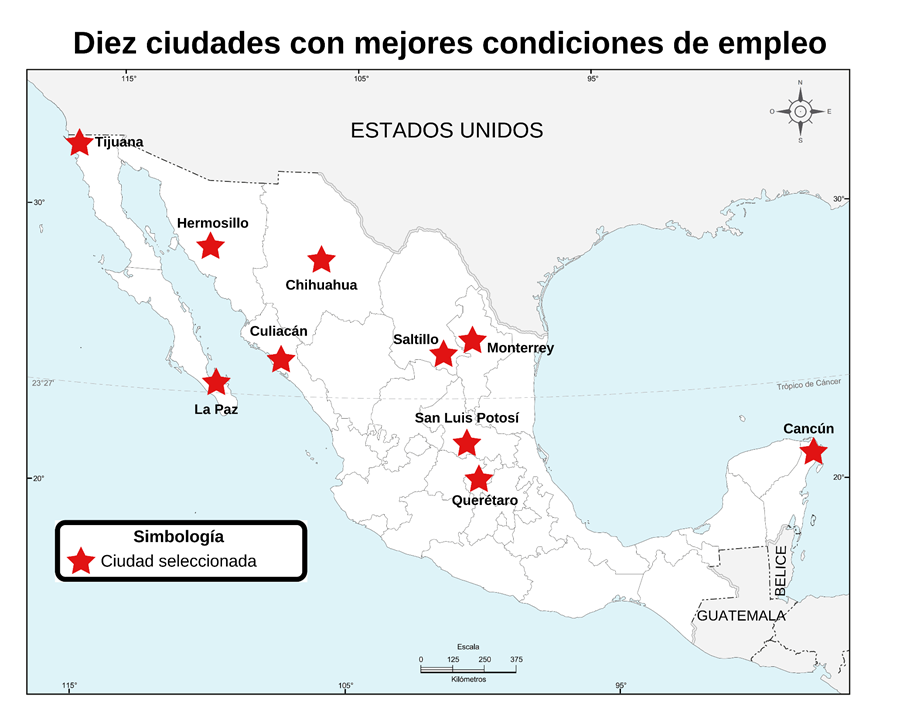 Diez ciudades con mejores condiciones de empleo
115°
105°
95°
N
O
E
S
ESTADOS UNIDOS
Tijuana
30°
30°
Hermosillo
Chihuahua
Culiacán
Saltillo
Monterrey
23°27'
Trópico de Cáncer
La Paz
San Luis Potosí
Cancún
20°
20°
Querétaro
Simbología
Ciudad seleccionada
BELICE
GUATEMALA
Escala
0 125 250 375
Kilómetros
115°
105°
95°